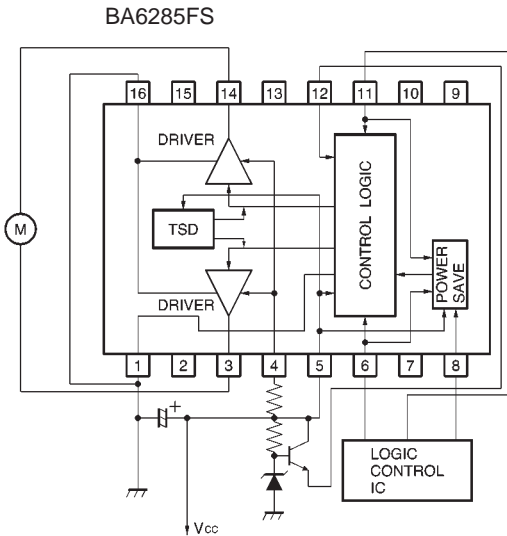 BA6285FS
16 15 14 13 12 11 10 9
DRIVER
CONTROL LOGIC
M
TSD
POWER
SAVE
DRIVER
1 2 3 4 5 6 7 8
+
LOGIC
CONTROL
IC
Vcc